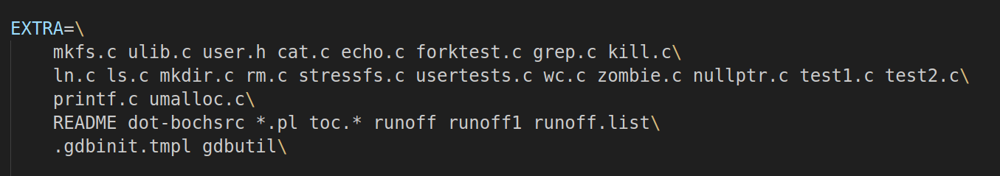 EXTRA=\
mkfs.c ulib.c user.h cat.c echo.c forktest.c grep.c kill.c\
ln.c ls.c mkdir.c rm.c stressfs.c usertests.c wc.c zombie.c nullptr.c test1.c test2.c\
printf.c umalloc.c\
README dot-bochsrc *.pl toc.* runoff runoff1 runoff.list\
.gdbinit.tmpl gdbutil\